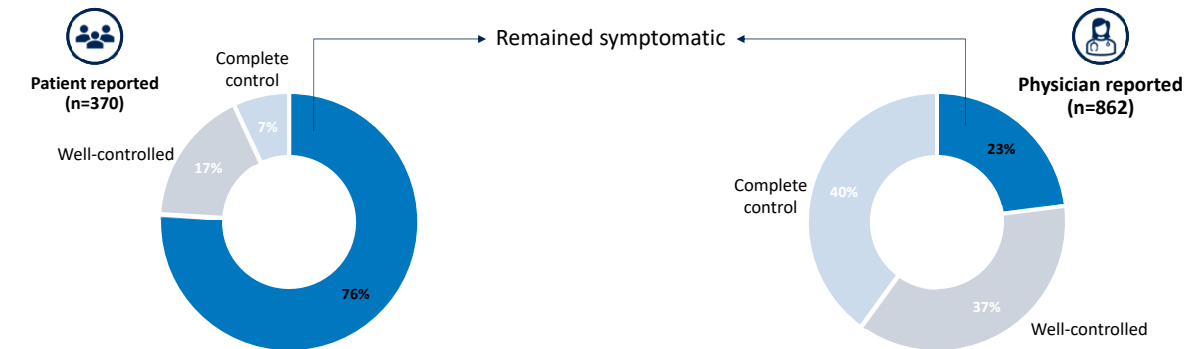 Remained symptomatic
Patient reported
(n=370)
Complete
control
7%
Well-controlled
17%
76%
Physician reported
(n=862)
23%
Complete
control
40%
37%
Well-controlled